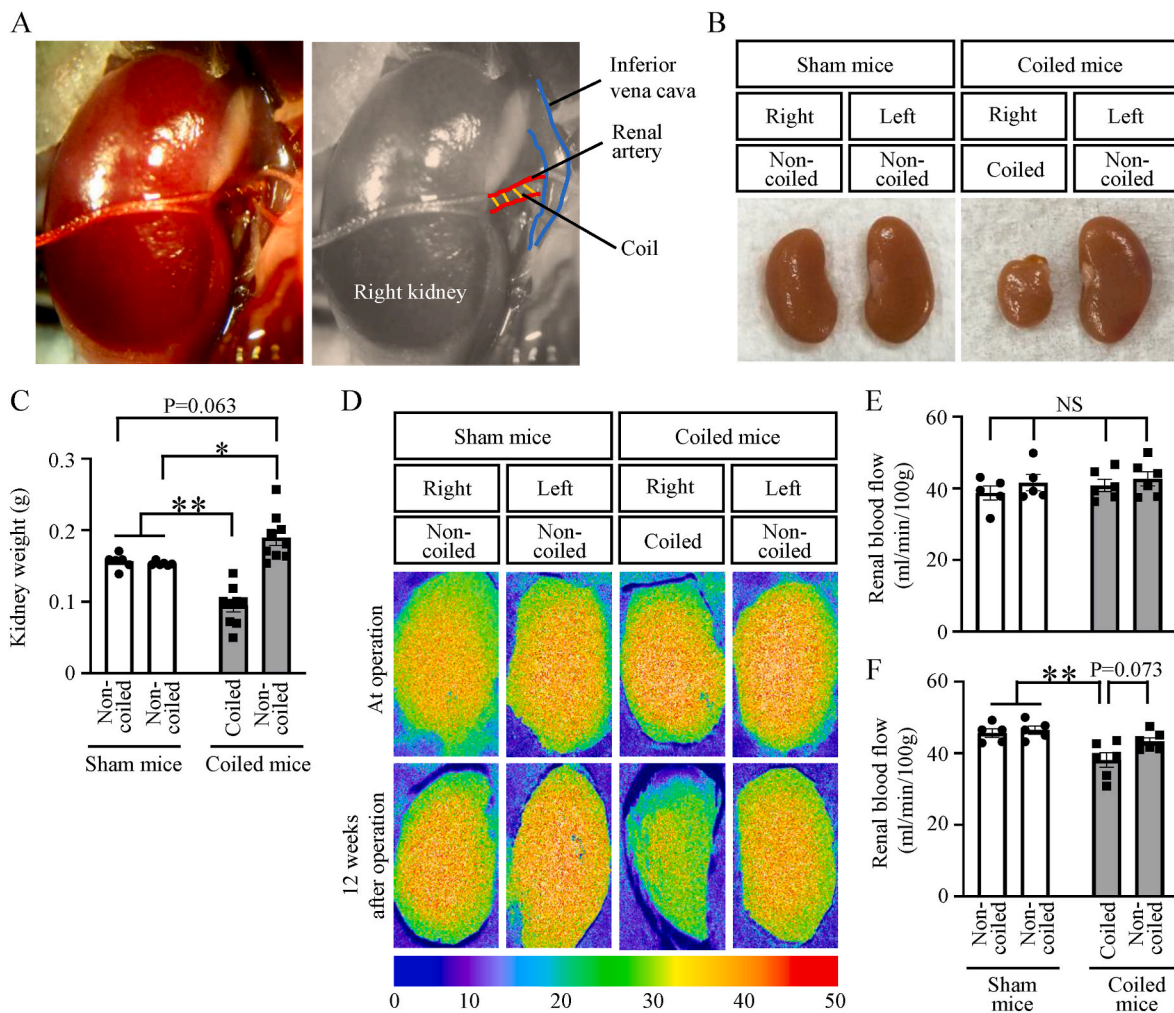 A
Inferior
vena cava
Renal
artery
Coil
Right kidney
B
Sham mice
Coiled mice
Right
Left
Right
Left
Non-
coiled
Non-
coiled
Coiled
Non-
coiled
C
P=0.063
*
**
Kidney weight (g)
0.3
0.2
0.1
0
Non-
coiled
Non-
coiled
Coiled
Non-
coiled
Sham mice
Coiled mice
D
Sham mice
Coiled mice
Right
Left
Right
Left
Non-
coiled
Non-
coiled
Coiled
Non-
coiled
At operation
12 weeks
after operation
0
10
20
30
40
50
E
NS
Renal blood flow
(ml/min/100g)
60
40
20
0
F
**
P=0.073
Renal blood flow
(ml/min/100g)
60
40
20
0
Non-
coiled
Non-
coiled
Coiled
Non-
coiled
Sham
mice
Coiled
mice